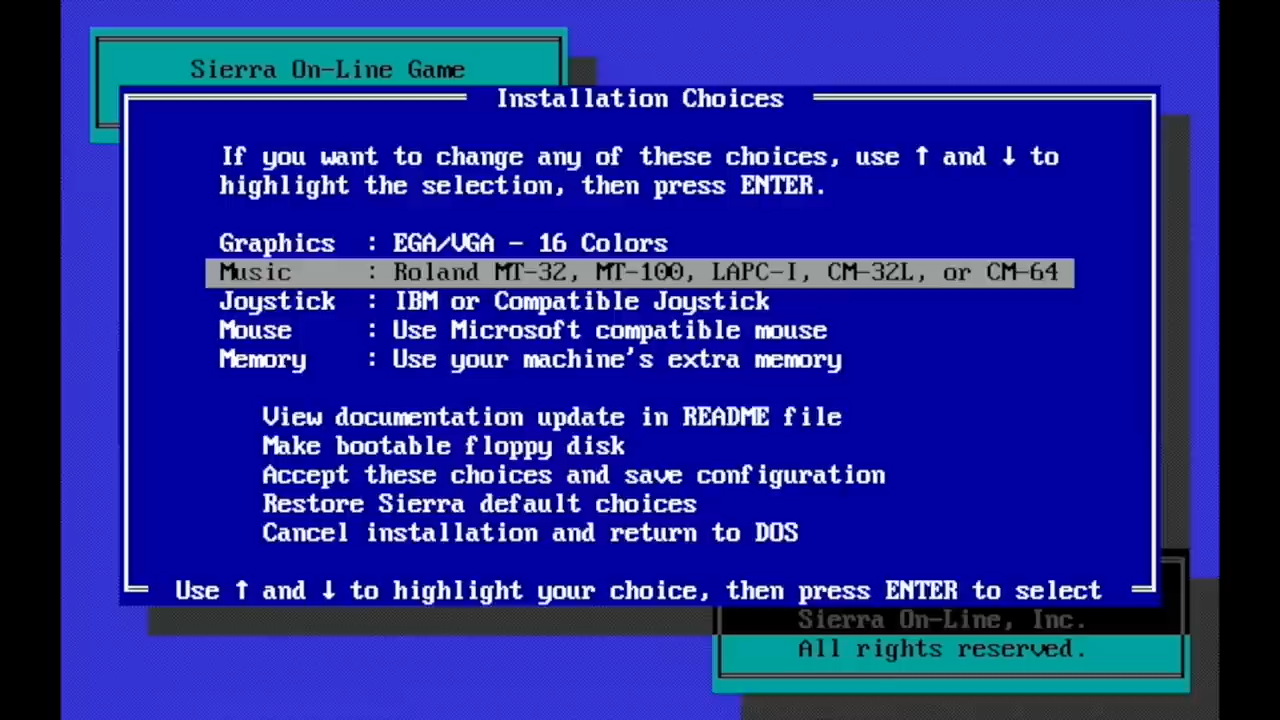 Sierra On-Line Game
Installation Choices
If you want to change any of these choices, use ↑ and ↓ to
highlight the selection, then press ENTER.
Graphics : EGA/VGA - 16 Colors
Music : Roland MT-32, MT-100, LAPC-I, CM-32L, or CM-64
Joystick : IBM or Compatible Joystick
Mouse : Use Microsoft compatible mouse
Memory : Use your machine's extra memory
View documentation update in README file
Make bootable floppy disk
Accept these choices and save configuration
Restore Sierra default choices
Cancel installation and return to DOS
Use ↑ and ↓ to highlight your choice, then press ENTER to select
Sierra On-Line, Inc.
All rights reserved.